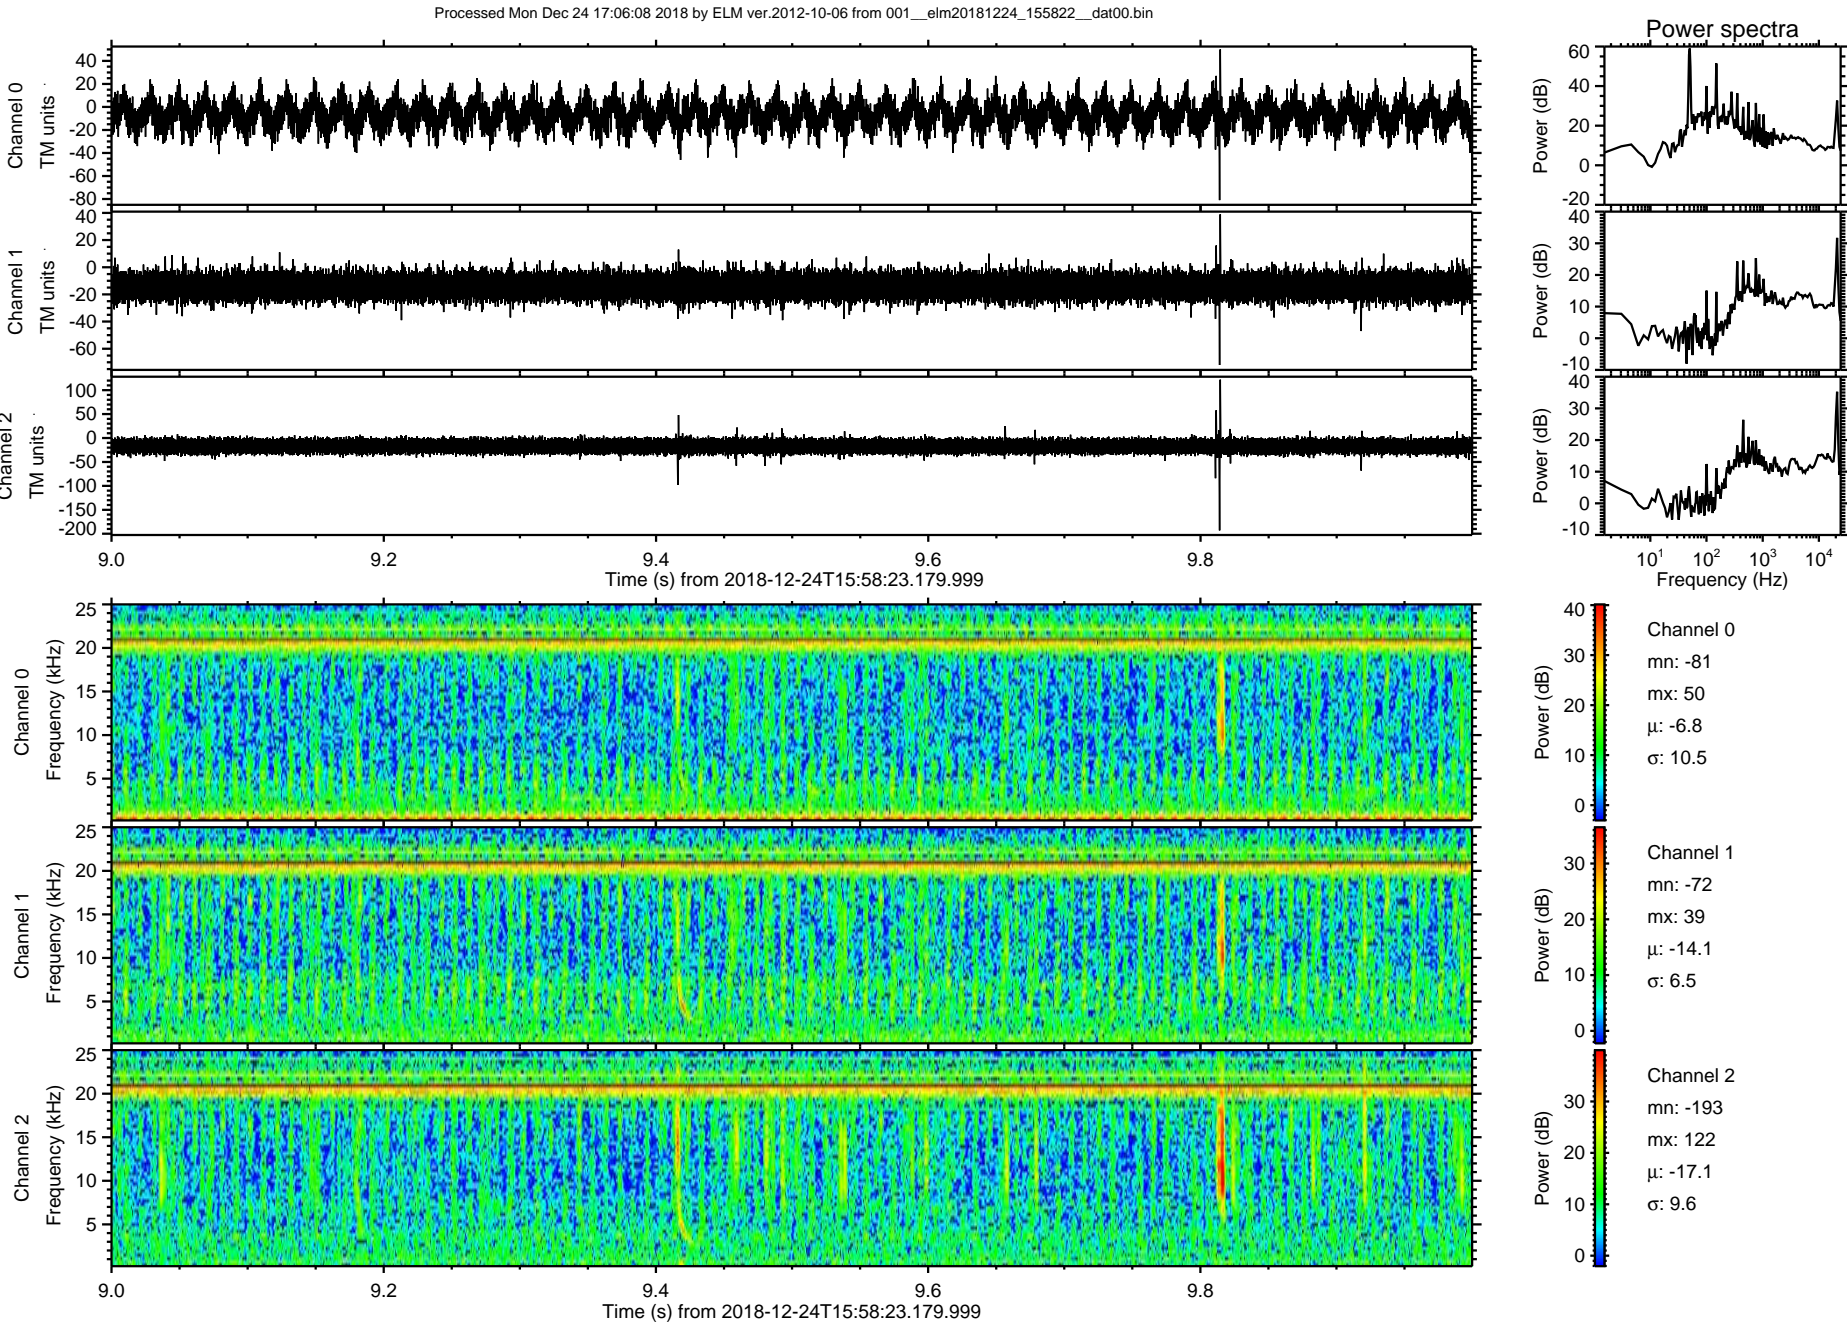 Processed Mon Dec 24 17:06:08 2018 by ELM ver.2012-10-06 from 001__elm20181224_155822__dat00.bin
Power spectra
Channel 0
TM units
40
20
0
-20
-40
-60
-80
Power (dB)
60
40
20
0
-20
Channel 1
TM units
40
20
0
-20
-40
-60
Power (dB)
40
30
20
10
0
-10
Channel 2
TM units
100
50
0
-50
-100
-150
-200
Power (dB)
40
30
20
10
0
-10
9.0 9.2 9.4 9.6 9.8
Time (s) from 2018-12-24T15:58:23.179.999
10¹ 10² 10³ 10⁴
Frequency (Hz)
Channel 0
Frequency (kHz)
25
20
15
10
5
Power (dB)
40
30
20
10
0
Channel 0
mn: -81
mx: 50
μ: -6.8
σ: 10.5
Channel 1
Frequency (kHz)
25
20
15
10
5
Power (dB)
30
20
10
0
Channel 1
mn: -72
mx: 39
μ: -14.1
σ: 6.5
Channel 2
Frequency (kHz)
25
20
15
10
5
Power (dB)
30
20
10
0
Channel 2
mn: -193
mx: 122
μ: -17.1
σ: 9.6
9.0 9.2 9.4 9.6 9.8
Time (s) from 2018-12-24T15:58:23.179.999